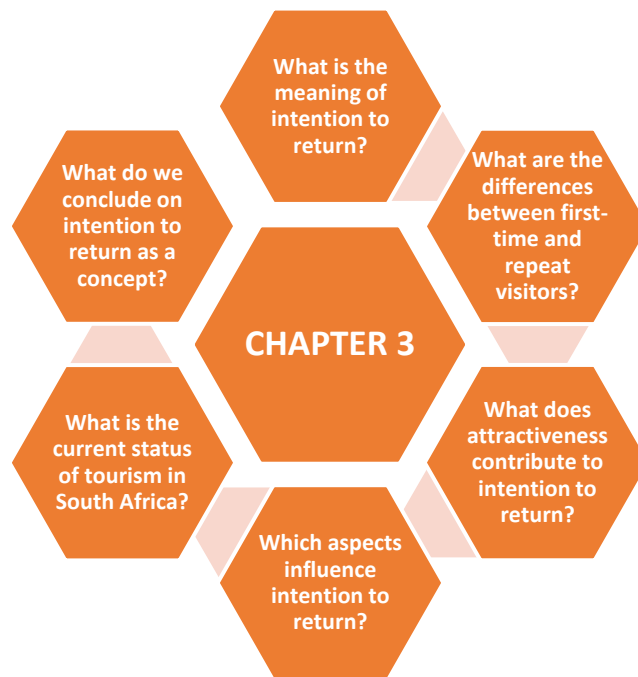 What is the
meaning of
intention to
return?
What are the
differences
between first-
time and
repeat
visitors?
What does
attractiveness
contribute to
intention to
return?
Which aspects
influence
intention to
return?
What is the
current status
of tourism in
South Africa?
What do we
conclude on
intention to
return as a
concept?
CHAPTER 3